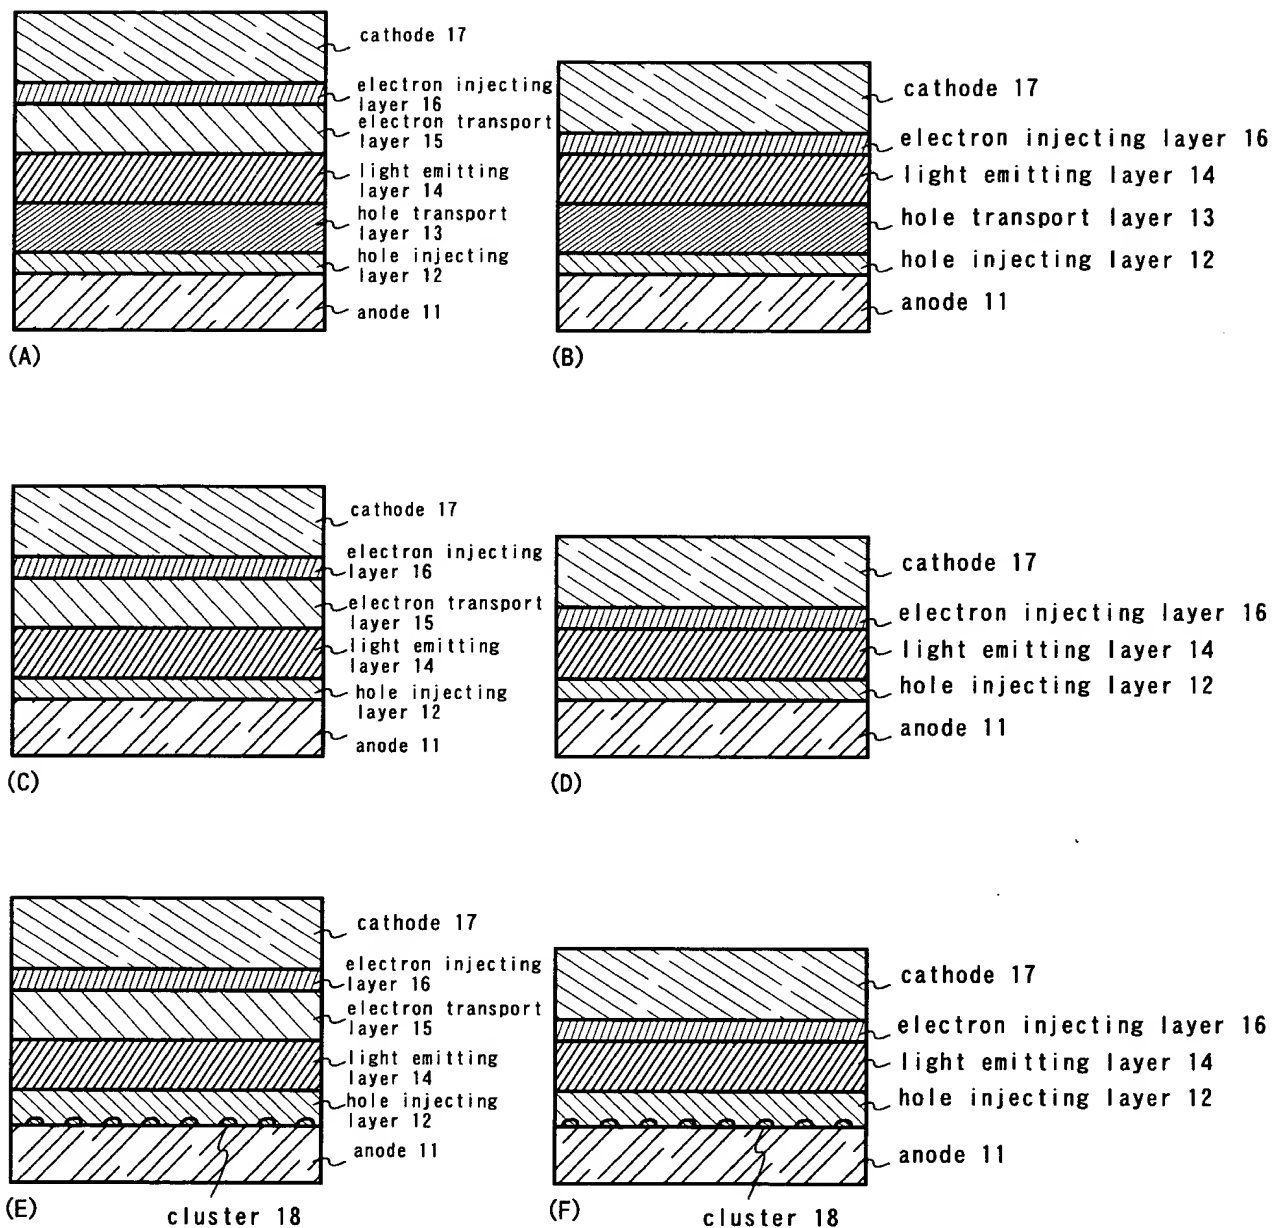 cathode 17
electron injecting
layer 16
electron transport
layer 15
light emitting
layer 14
hole transport
layer 13
hole injecting
layer 12
anode 11
(A)
cathode 17
electron injecting layer 16
light emitting layer 14
hole transport layer 13
hole injecting layer 12
anode 11
(B)
cathode 17
electron injecting
layer 16
electron transport
layer 15
light emitting
layer 14
hole injecting
layer 12
anode 11
(C)
cathode 17
electron injecting layer 16
light emitting layer 14
hole injecting layer 12
anode 11
(D)
cathode 17
electron injecting
layer 16
electron transport
layer 15
light emitting
layer 14
hole injecting
layer 12
anode 11
(E)
cluster 18
cathode 17
electron injecting layer 16
light emitting layer 14
hole injecting layer 12
anode 11
(F)
cluster 18